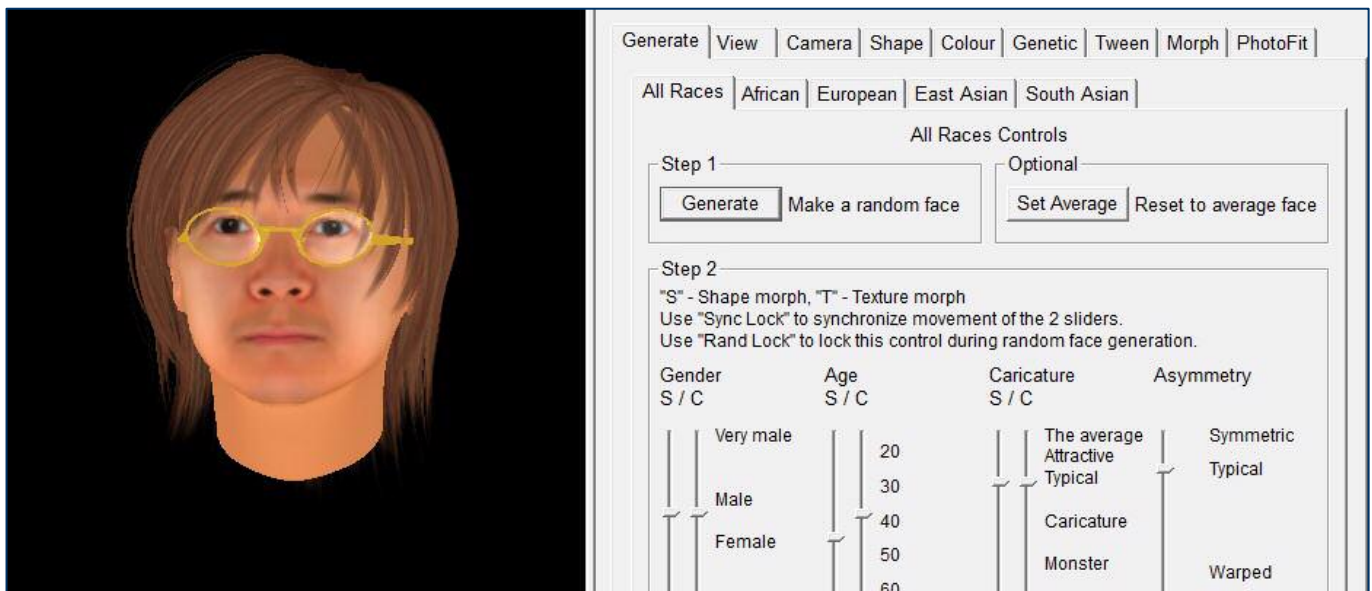 Generate View Camera Shape Colour Genetic Tween Morph PhotoFit
All Races African European East Asian South Asian
All Races Controls
Step 1
Generate Make a random face
Optional
Set Average Reset to average face
Step 2
"S" - Shape morph, "T" - Texture morph
Use "Sync Lock" to synchronize movement of the 2 sliders.
Use "Rand Lock" to lock this control during random face generation.
Gender
S / C
Very male
Male
Female
Age
S / C
20
30
40
50
60
Caricature
S / C
The average
Attractive
Typical
Caricature
Monster
Asymmetry
Symmetric
Typical
Warped